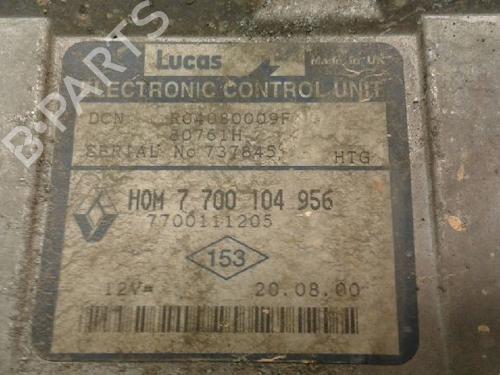 Lucas
Made in UK
ELECTRONIC CONTROL UNIT
DCN R04080009F
80761H
SERIAL No 737845 HTG
HOM 7 700 104 956
7700111205
153
12V= 20.08.00
B-PARTS